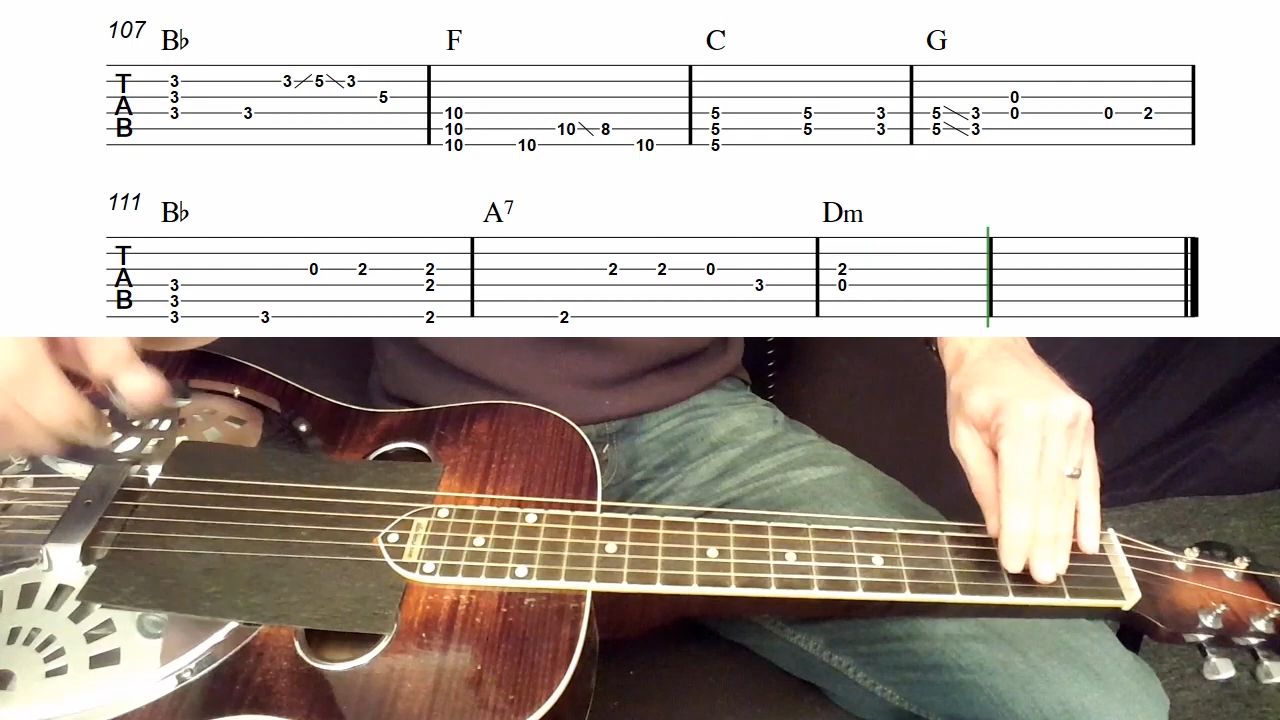 107 B♭ F C G
T 3 3 5 3
A 3 5 0
10 5 5 3 5 3 0 0 2
3 3
B 10 10 8 5 5 3 5 3
10 10 10 5
111 B♭ A7 Dm
T
A 0 2 2 2 2 0 2
3 2 3 0
B 3
3 3 2 2